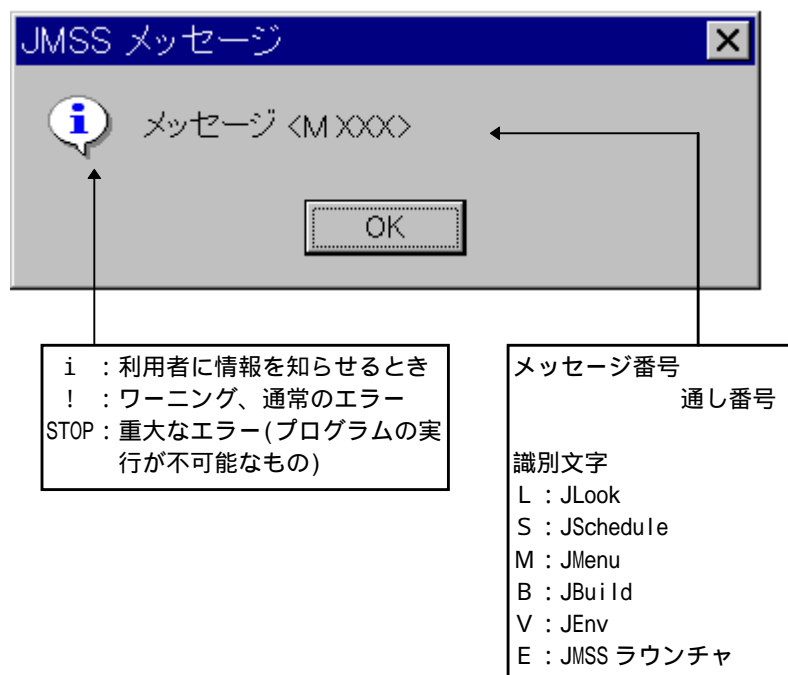 JMSS メッセージ
メッセージ <M XXX>
OK
i :利用者に情報を知らせるとき
! :ワーニング、通常のエラー
STOP:重大なエラー(プログラムの実
行が不可能なもの)
メッセージ番号
通し番号
識別文字
L:JLook
S:JSchedule
M:JMenu
B:JBuild
V:JEnv
E:JMSS ラウンチャ